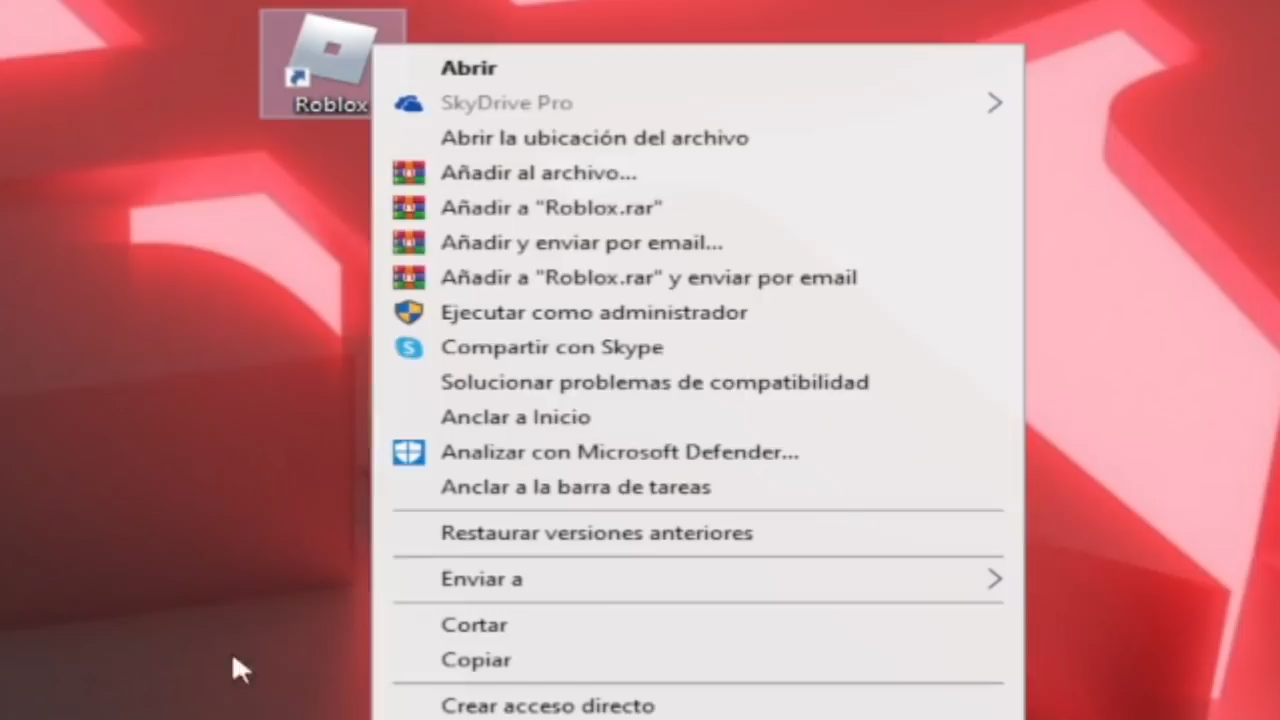 Roblox
Abrir
SkyDrive Pro
Abrir la ubicación del archivo
Añadir al archivo...
Añadir a "Roblox.rar"
Añadir y enviar por email...
Añadir a "Roblox.rar" y enviar por email
Ejecutar como administrador
Compartir con Skype
Solucionar problemas de compatibilidad
Anclar a Inicio
Analizar con Microsoft Defender...
Anclar a la barra de tareas
Restaurar versiones anteriores
Enviar a
Cortar
Copiar
Crear acceso directo